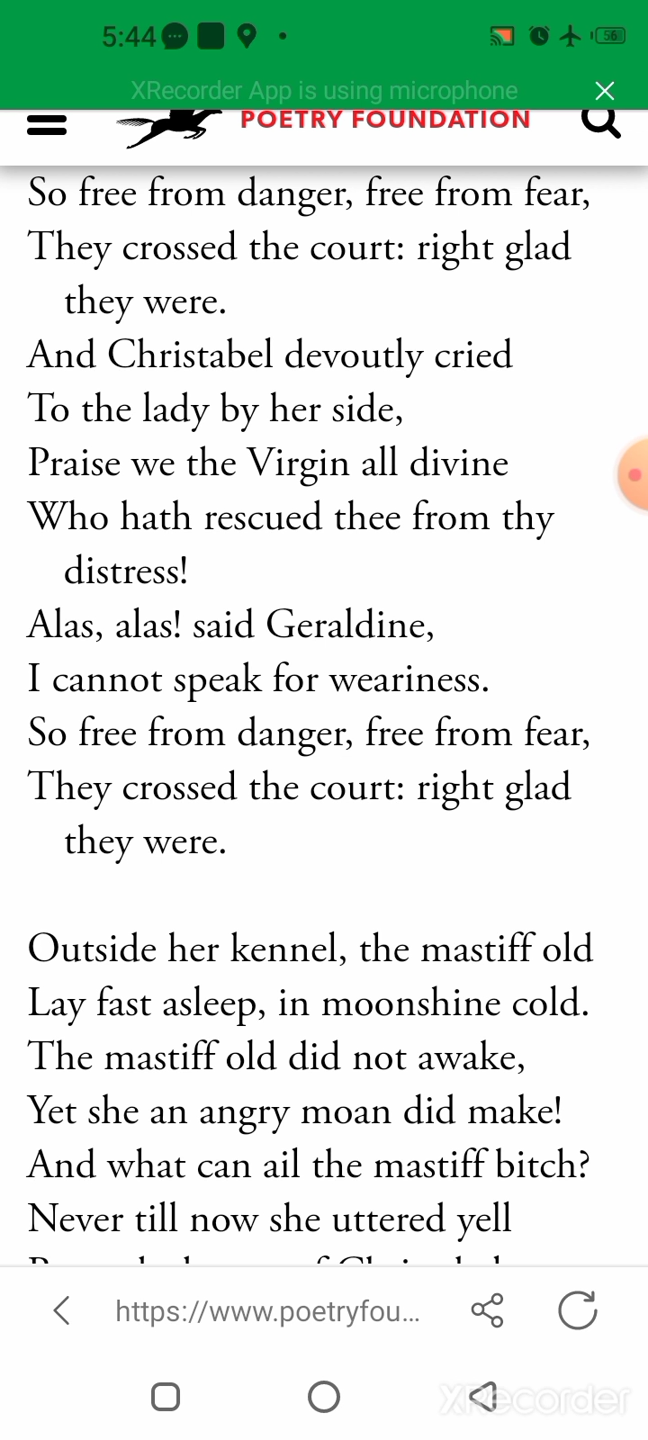 5:44
56
XRecorder App is using microphone
POETRY FOUNDATION
So free from danger, free from fear,
They crossed the court: right glad
they were.
And Christabel devoutly cried
To the lady by her side,
Praise we the Virgin all divine
Who hath rescued thee from thy
distress!
Alas, alas! said Geraldine,
I cannot speak for weariness.
So free from danger, free from fear,
They crossed the court: right glad
they were.
Outside her kennel, the mastiff old
Lay fast asleep, in moonshine cold.
The mastiff old did not awake,
Yet she an angry moan did make!
And what can ail the mastiff bitch?
Never till now she uttered yell
https://www.poetryfou...
XRecorder